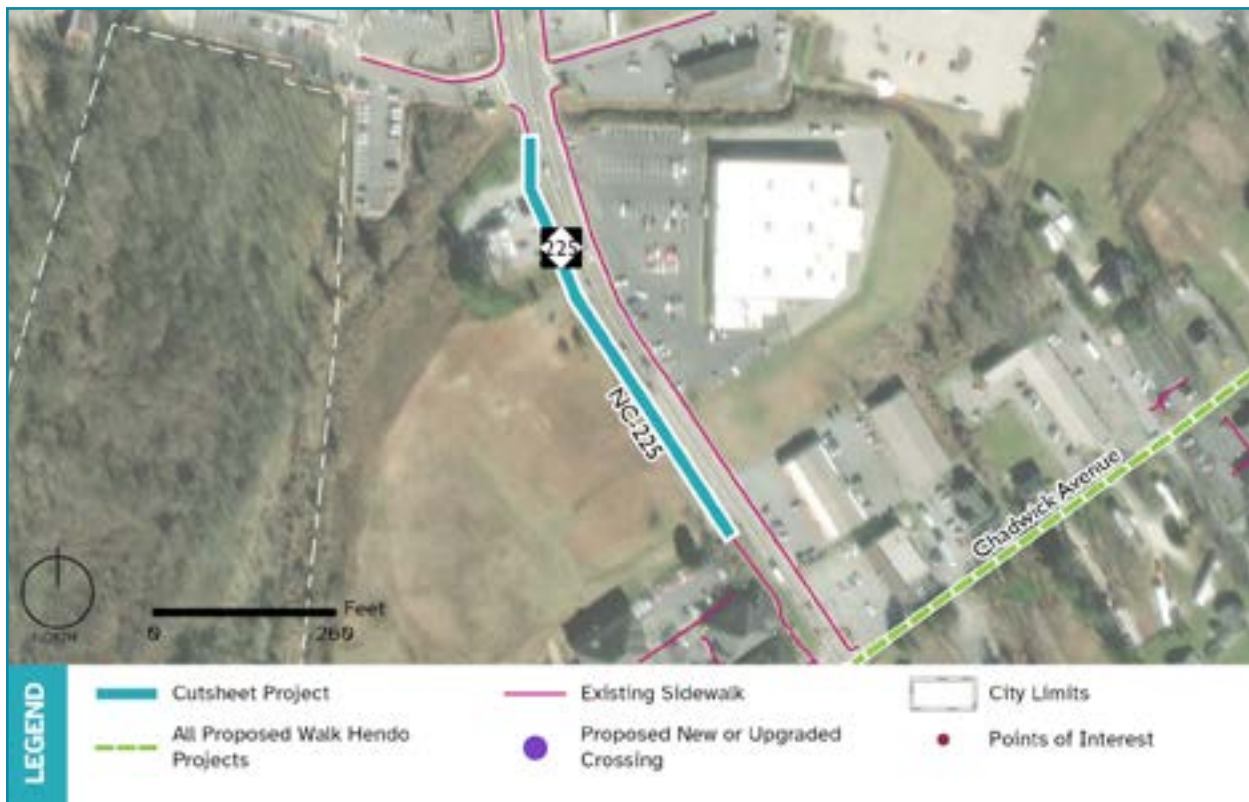 225
NC-225
Chadwick Avenue
NORTH
Feet
0 260
LEGEND
Cutsheet Project
All Proposed Walk Hendo
Projects
Existing Sidewalk
Proposed New or Upgraded
Crossing
City Limits
Points of Interest